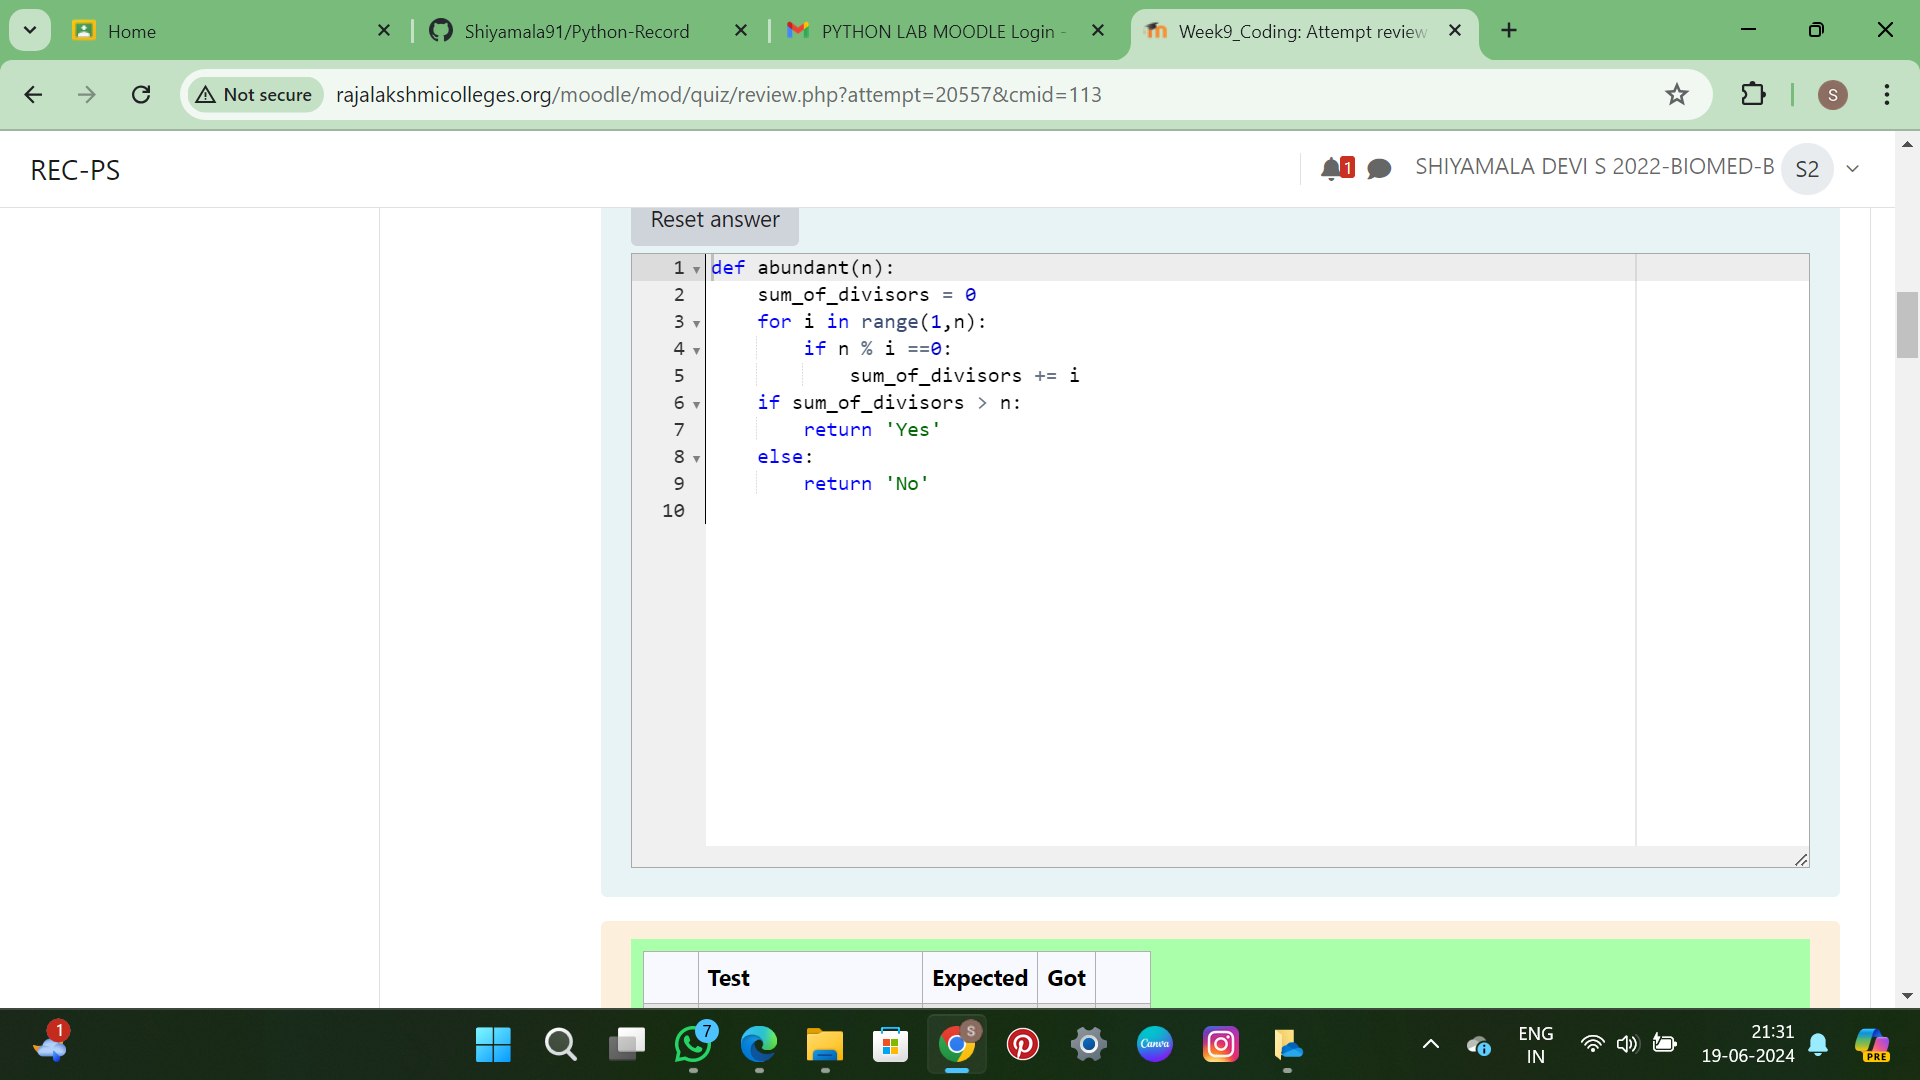 Home
Shiyamala91/Python-Record
PYTHON LAB MOODLE Login -
Week9_Coding: Attempt review
Not secure
rajalakshmicolleges.org/moodle/mod/quiz/review.php?attempt=20557&cmid=113
S
REC-PS
1
SHIYAMALA DEVI S 2022-BIOMED-B
S2
Reset answer
1 def abundant(n):
2     sum_of_divisors = 0
3     for i in range(1,n):
4         if n % i ==0:
5             sum_of_divisors += i
6     if sum_of_divisors > n:
7         return 'Yes'
8     else:
9         return 'No'
10
Test Expected Got
1
7
S
Canva
ENG
IN
21:31
19-06-2024
PRE